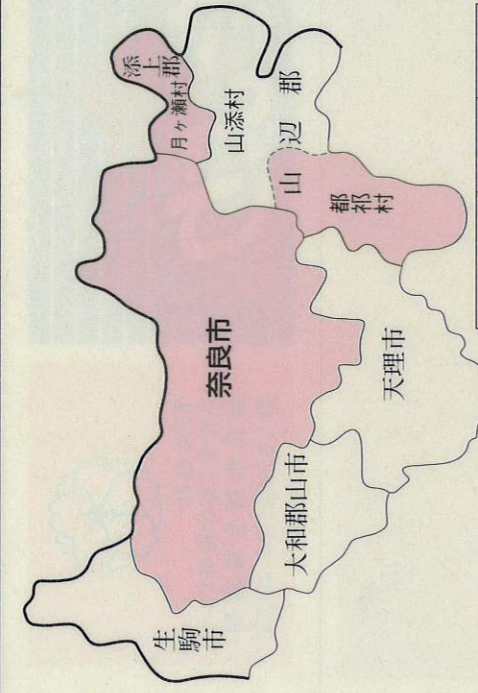 添上郡
月ヶ瀬村
山添村
山辺郡
都祁村
奈良市
天理市
大和郡山市
生駒市